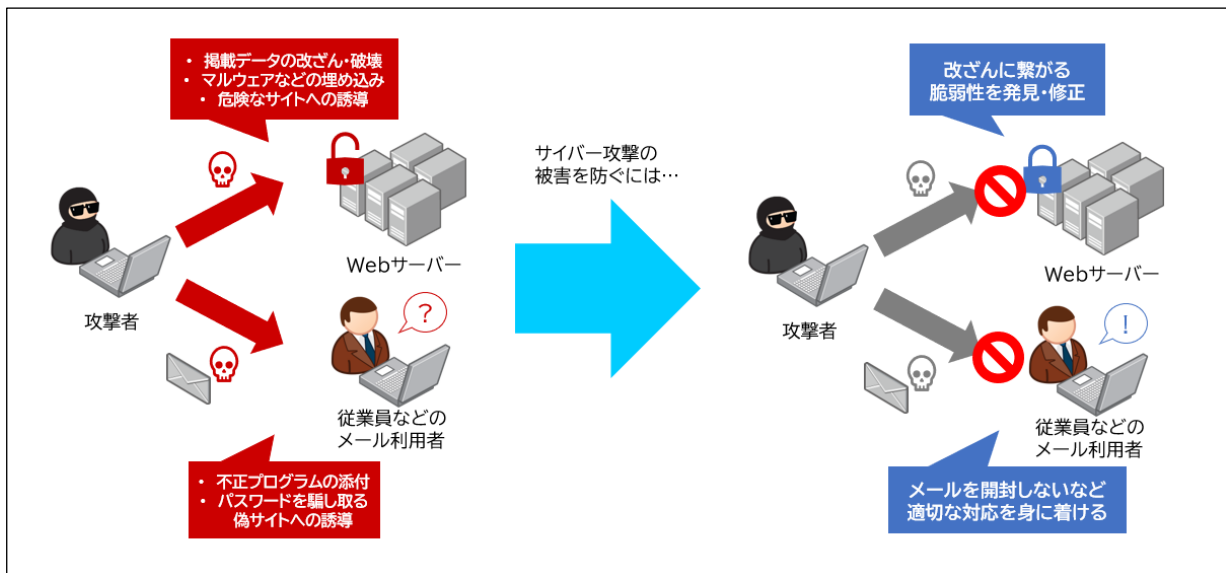 ・ 掲載データの改ざん・破壊
・ マルウェアなどの埋め込み
・ 危険なサイトへの誘導
Webサーバー
攻撃者
?
従業員などの
メール利用者
・ 不正プログラムの添付
・ パスワードを騙し取る
偽サイトへの誘導
サイバー攻撃の
被害を防ぐには…
改ざんに繋がる
脆弱性を発見・修正
Webサーバー
攻撃者
!
従業員などの
メール利用者
メールを開封しないなど
適切な対応を身に着ける